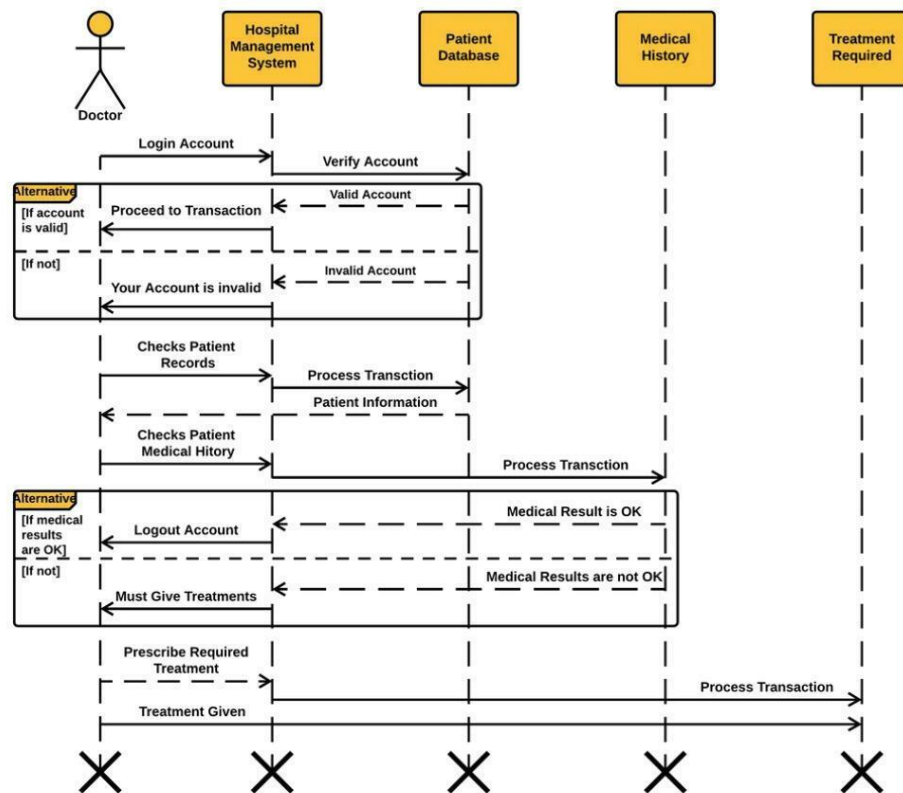 Hospital
Management
System
Patient
Database
Medical
History
Treatment
Required
Doctor
Login Account
Verify Account
Alternative
[If account
is valid]
Valid Account
Proceed to Transaction
[If not]
Invalid Account
Your Account is invalid
Checks Patient
Records
Process Transction
Patient Information
Checks Patient
Medical Hitory
Process Transction
Alternative
[If medical
results
are OK]
Medical Result is OK
Logout Account
[If not]
Medical Results are not OK
Must Give Treatments
Prescribe Required
Treatment
Process Transaction
Treatment Given